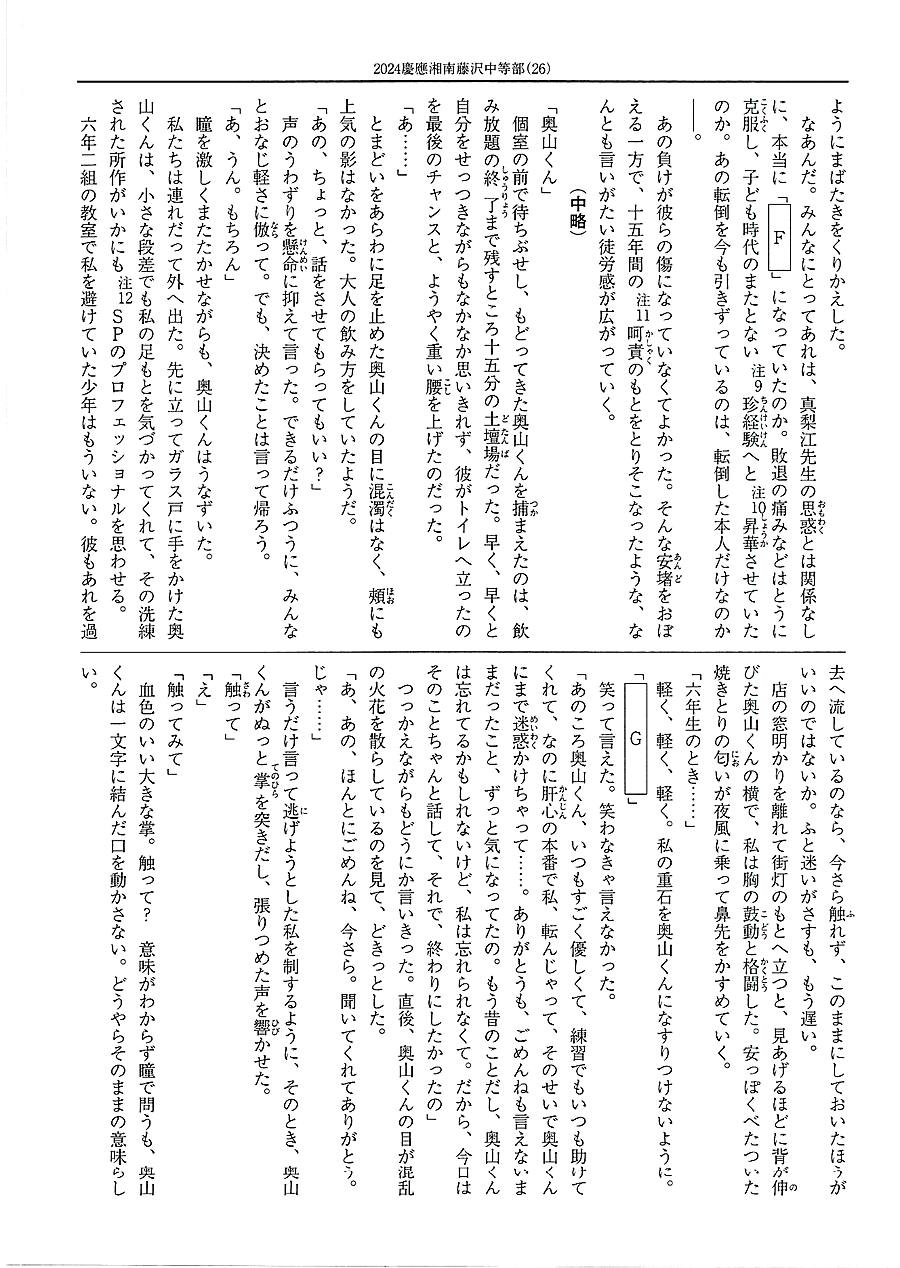 2024慶應湘南藤沢中等部(26)
ようにまばたきをくりかえした。
なあんだ。みんなにとってあれは、真梨江先生の思惑とは関係なし
に、本当に「 F 」になっていたのか。敗退の痛みなどはとうに
克服し、子ども時代のまたとない 注9 珍経験へと 注10 昇華させていた
のか。あの転倒を今も引きずっているのは、転倒した本人だけなのか
――。
あの負けが彼らの傷になっていなくてよかった。そんな安堵をおぼ
える一方で、十五年間の 注11 呵責のもとをとりそこなったような、な
んとも言いがたい徒労感が広がっていく。
(中略)
「奥山くん」
個室の前で待ちぶせし、もどってきた奥山くんを捕まえたのは、飲
み放題の終了まで残すところ十五分の土壇場だった。早く、早くと
自分をせっつきながらもなかなか思いきれず、彼がトイレへ立ったの
を最後のチャンスと、ようやく重い腰を上げたのだった。
「あ……」
とまどいをあらわに足を止めた奥山くんの目に混濁はなく、頰にも
上気の影はなかった。大人の飲み方をしていたようだ。
「あの、ちょっと、話をさせてもらってもいい?」
声のうわずりを懸命に抑えて言った。できるだけふつうに、みんな
とおなじ軽さに倣って。でも、決めたことは言って帰ろう。
「あ、うん。もちろん」
瞳を激しくまたたかせながらも、奥山くんはうなずいた。
私たちは連れだって外へ出た。先に立ってガラス戸に手をかけた奥
山くんは、小さな段差でも私の足もとを気づかってくれて、その洗練
された所作がいかにも 注12 SPのプロフェッショナルを思わせる。
六年二組の教室で私を避けていた少年はもういない。彼もあれを過
去へ流しているのなら、今さら触れず、このままにしておいたほうが
いいのではないか。ふと迷いがさすも、もう遅い。
店の窓明かりを離れて街灯のもとへ立つと、見あげるほどに背が伸
びた奥山くんの横で、私は胸の鼓動と格闘した。安っぽくべたついた
焼きとりの匂いが夜風に乗って鼻先をかすめていく。
「六年生のとき……」
軽く、軽く、軽く。私の重石を奥山くんになすりつけないように。
「 G 」
笑って言えた。笑わなきゃ言えなかった。
「あのころ奥山くん、いつもすごく優しくて、練習でもいつも助けて
くれて、なのに肝心の本番で私、転んじゃって、そのせいで奥山くん
にまで迷惑かけちゃって……。ありがとうも、ごめんねも言えないま
まだったこと、ずっと気になってたの。もう昔のことだし、奥山くん
は忘れてるかもしれないけど、私は忘れられなくて。だから、今日は
そのことちゃんと話して、それで、終わりにしたかったの」
つっかえながらもどうにか言いきった。直後、奥山くんの目が混乱
の火花を散らしているのを見て、どきっとした。
「あ、あの、ほんとにごめんね、今さら。聞いてくれてありがとう。
じゃ……」
言うだけ言って逃げようとした私を制するように、そのとき、奥山
くんがぬっと掌を突きだし、張りつめた声を響かせた。
「触って」
「え」
「触ってみて」
血色のいい大きな掌。触って? 意味がわからず瞳で問うも、奥山
くんは一文字に結んだ口を動かさない。どうやらそのままの意味らし
い。